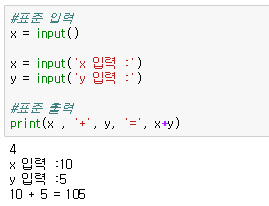 #표준 입력
x = input()
x = input('x 입력 :')
y = input('y 입력 :')
#표준 출력
print(x , '+', y, '=', x+y)
4
x 입력 :10
y 입력 :5
10 + 5 = 105